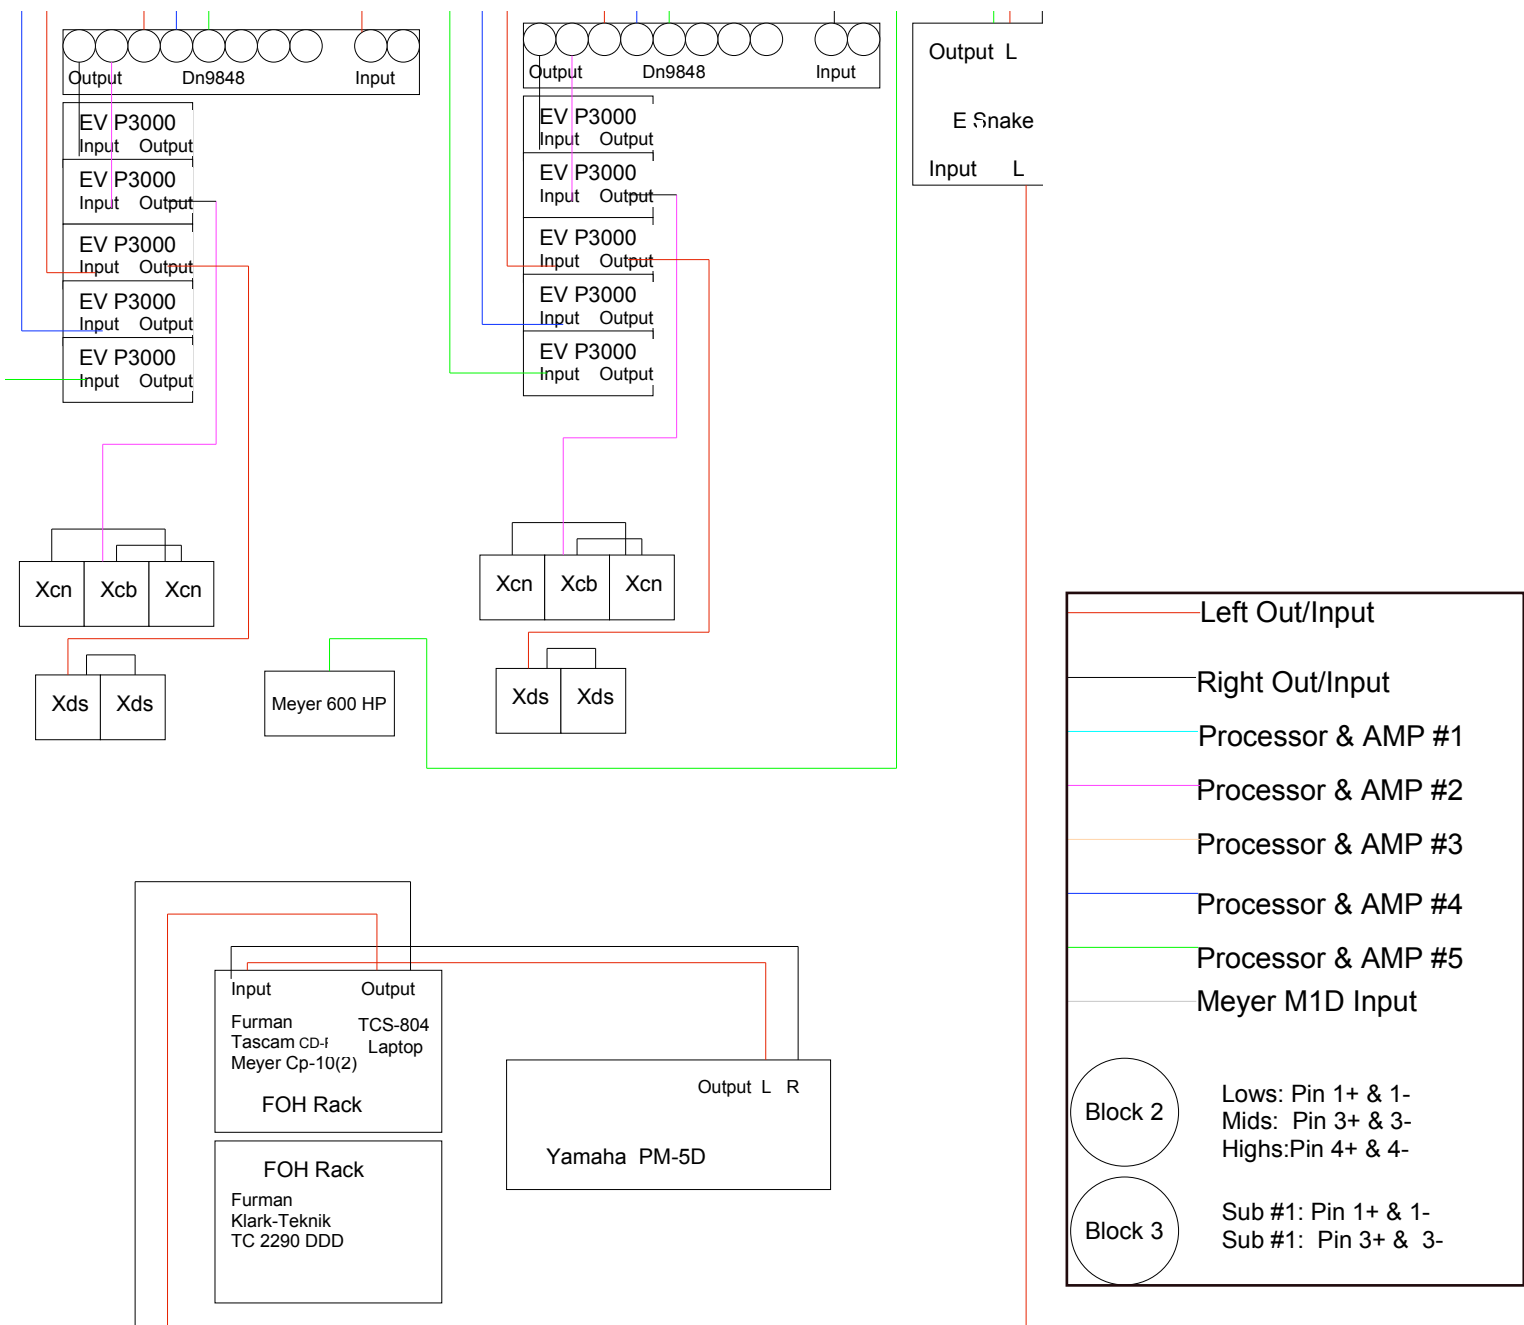 Output Dn9848 Input
EV P3000
Input Output
EV P3000
Input Output
EV P3000
Input Output
EV P3000
Input Output
EV P3000
Input Output
Xcn Xcb Xcn
Xds Xds
Meyer 600 HP
Output Dn9848 Input
EV P3000
Input Output
EV P3000
Input Output
EV P3000
Input Output
EV P3000
Input Output
EV P3000
Input Output
Xcn Xcb Xcn
Xds Xds
Output L
E Snake
Input L
Input Output
Furman
Tascam CD-
Meyer Cp-10(2)
TCS-804
Laptop
FOH Rack
FOH Rack
Furman
Klark-Teknik
TC 2290 DDD
Output L R
Yamaha PM-5D
Left Out/Input
Right Out/Input
Processor & AMP #1
Processor & AMP #2
Processor & AMP #3
Processor & AMP #4
Processor & AMP #5
Meyer M1D Input
Block 2
Lows: Pin 1+ & 1-
Mids: Pin 3+ & 3-
Highs:Pin 4+ & 4-
Block 3
Sub #1: Pin 1+ & 1-
Sub #1: Pin 3+ & 3-